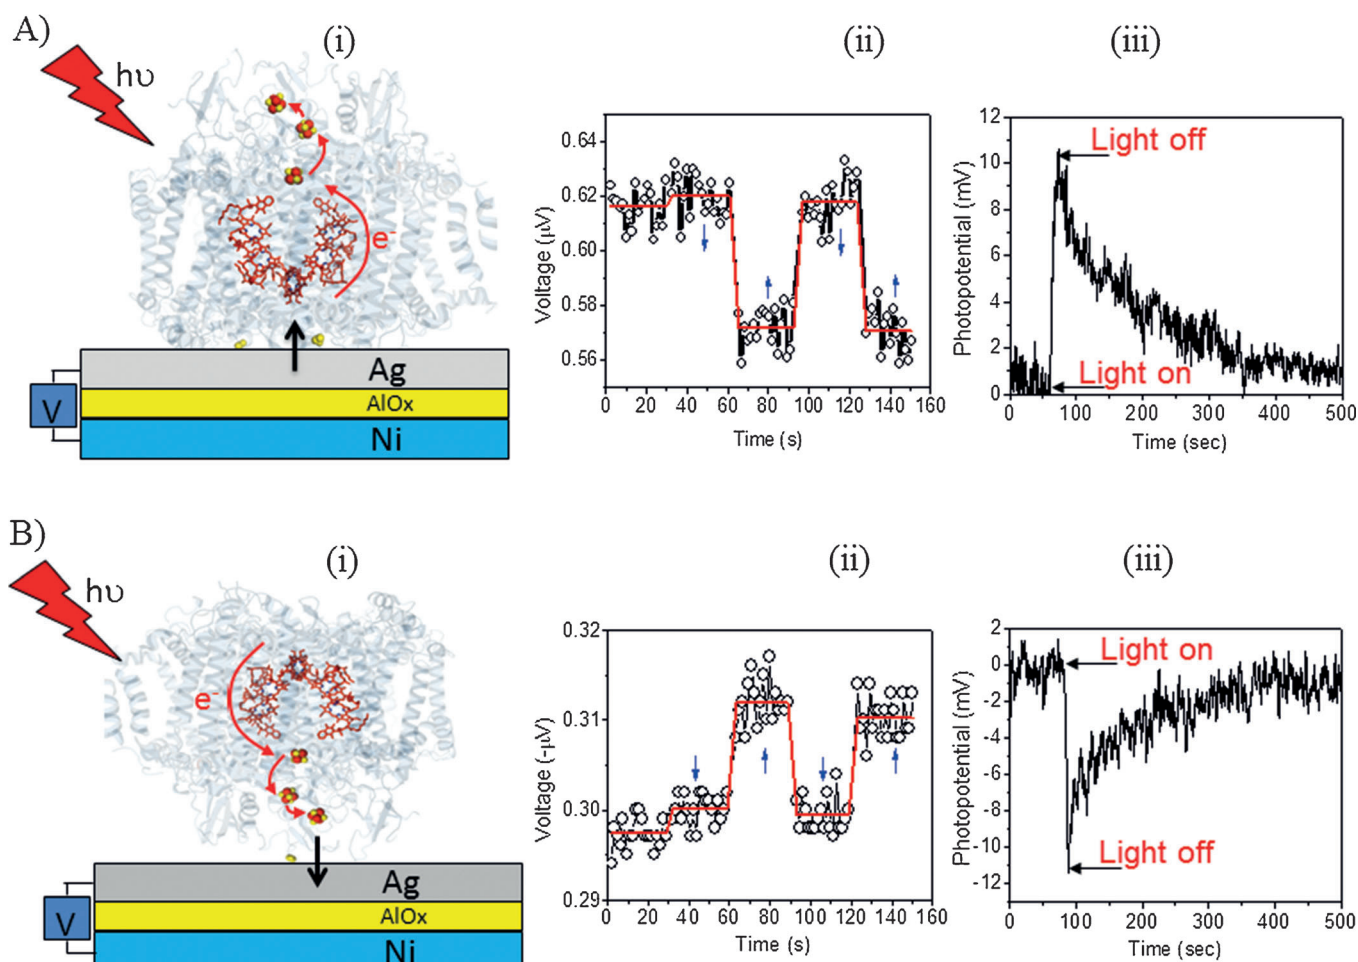 A)
(i)
(ii)
(iii)
hυ
e-
Ag
AlOx
Ni
V
0.64
0.62
0.60
0.58
0.56
Voltage (μV)
0 20 40 60 80 100 120 140 160
Time (s)
12
10
8
6
4
2
0
Photopotential (mV)
Light off
Light on
0 100 200 300 400 500
Time (sec)
B)
(i)
(ii)
(iii)
hυ
e-
Ag
AlOx
Ni
V
0.32
0.31
0.30
0.29
Voltage (-μV)
0 20 40 60 80 100 120 140 160
Time (s)
2
0
-2
-4
-6
-8
-10
-12
Photopotential (mV)
Light on
Light off
0 100 200 300 400 500
Time (sec)